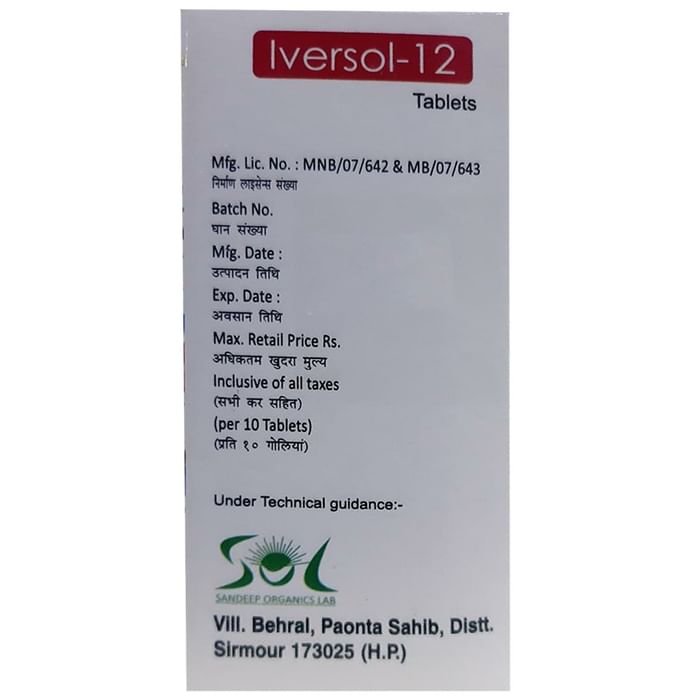 Iversol-12
Tablets
Mfg. Lic. No. : MNB/07/642 & MB/07/643
निर्माण लाइसेन्स संख्या
Batch No.
घान संख्या
Mfg. Date :
उत्पादन तिथि
Exp. Date :
अवसान तिथि
Max. Retail Price Rs.
अधिकतम खुदरा मुल्य
Inclusive of all taxes
(सभी कर सहित)
(per 10 Tablets)
(प्रति १० गोलियां)
Under Technical guidance:-
SOL
SANDEEP ORGANICS LAB
Vill. Behral, Paonta Sahib, Distt.
Sirmour 173025 (H.P.)